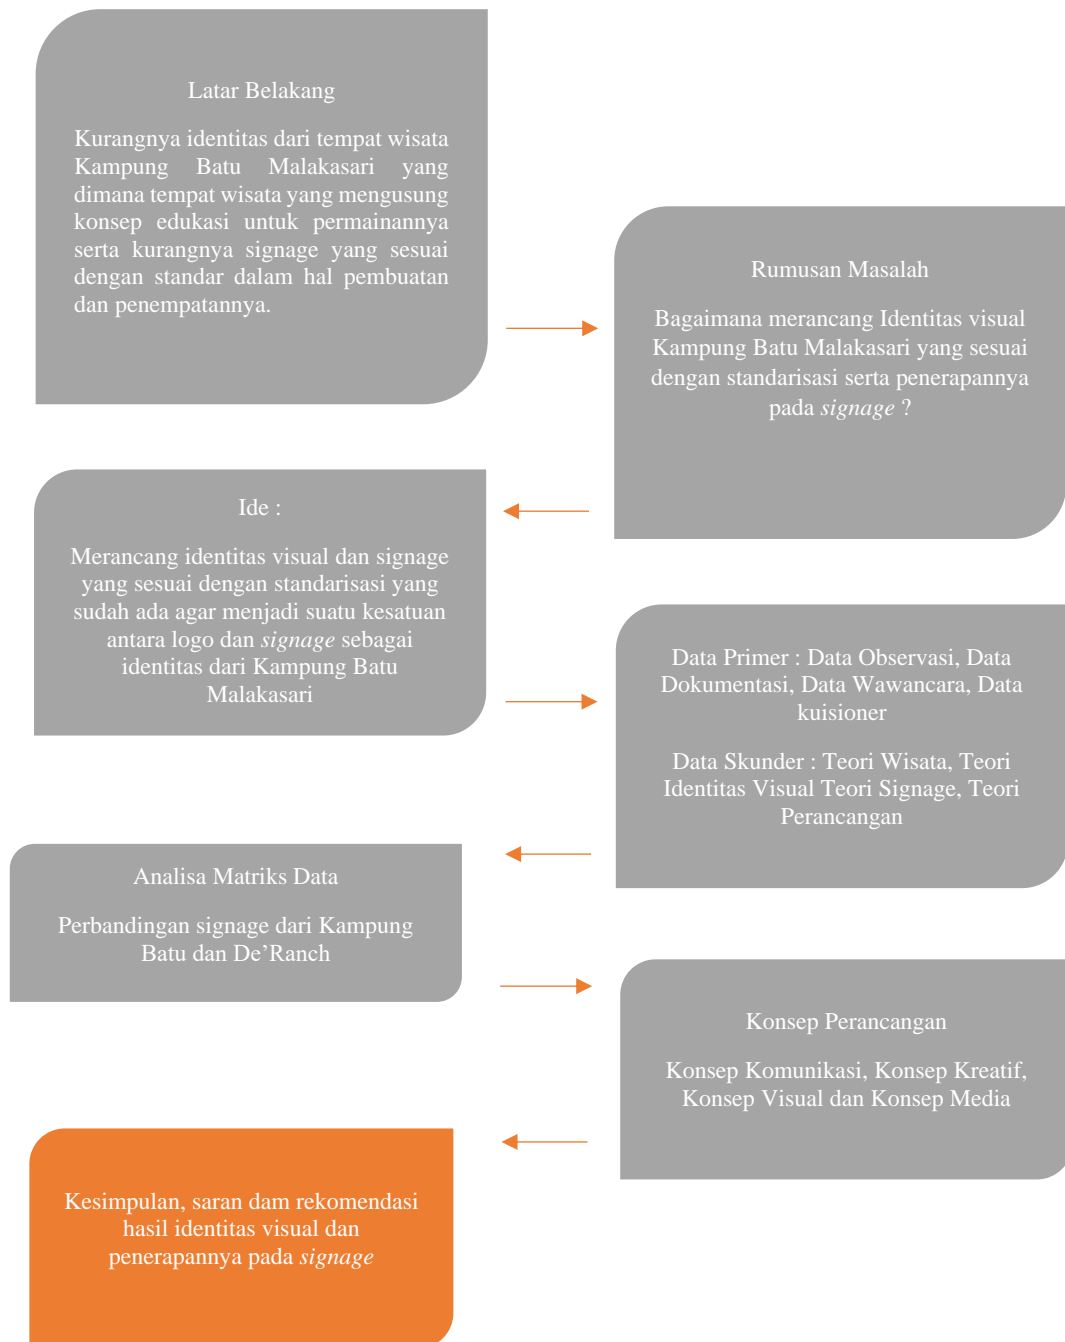 Latar Belakang
Kurangnya identitas dari tempat wisata
Kampung Batu Malakasari yang
dimana tempat wisata yang mengusung
konsep edukasi untuk permainannya
serta kurangnya signage yang sesuai
dengan standar dalam hal pembuatan
dan penempatannya.
Rumusan Masalah
Bagaimana merancang Identitas visual
Kampung Batu Malakasari yang sesuai
dengan standarisasi serta penerapannya
pada signage ?
Ide :
Merancang identitas visual dan signage
yang sesuai dengan standarisasi yang
sudah ada agar menjadi suatu kesatuan
antara logo dan signage sebagai
identitas dari Kampung Batu
Malakasari
Data Primer : Data Observasi, Data
Dokumentasi, Data Wawancara, Data
kuisioner
Data Skunder : Teori Wisata, Teori
Identitas Visual Teori Signage, Teori
Perancangan
Analisa Matriks Data
Perbandingan signage dari Kampung
Batu dan De’Ranch
Konsep Perancangan
Konsep Komunikasi, Konsep Kreatif,
Konsep Visual dan Konsep Media
Kesimpulan, saran dam rekomendasi
hasil identitas visual dan
penerapannya pada signage